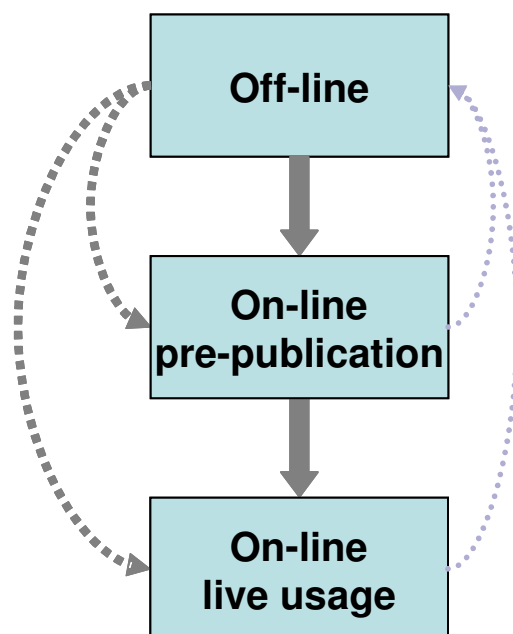 Off-line
On-line
pre-publication
On-line
live usage